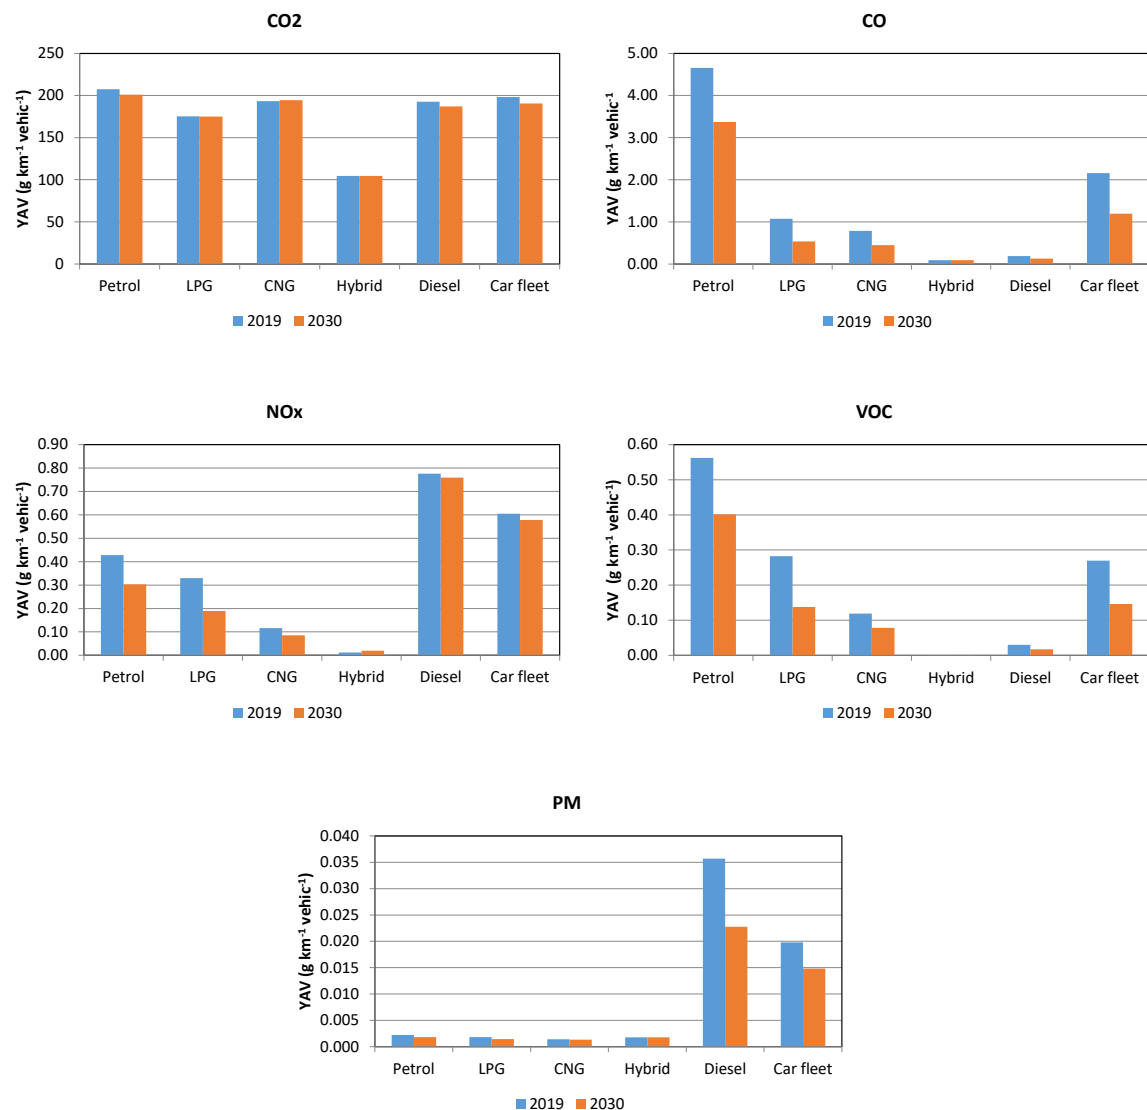 CO2
YAV (g km⁻¹ vehic⁻¹)
250
200
150
100
50
0
Petrol LPG CNG Hybrid Diesel Car fleet
2019 2030
CO
YAV (g km⁻¹ vehic⁻¹
5.00
4.00
3.00
2.00
1.00
0.00
Petrol LPG CNG Hybrid Diesel Car fleet
2019 2030
NOx
YAV (g km⁻¹ vehic⁻¹)
0.90
0.80
0.70
0.60
0.50
0.40
0.30
0.20
0.10
0.00
Petrol LPG CNG Hybrid Diesel Car fleet
2019 2030
VOC
YAV (g km⁻¹ vehic⁻¹)
0.60
0.50
0.40
0.30
0.20
0.10
0.00
Petrol LPG CNG Hybrid Diesel Car fleet
2019 2030
PM
YAV (g km⁻¹ vehic⁻¹)
0.040
0.035
0.030
0.025
0.020
0.015
0.010
0.005
0.000
Petrol LPG CNG Hybrid Diesel Car fleet
2019 2030